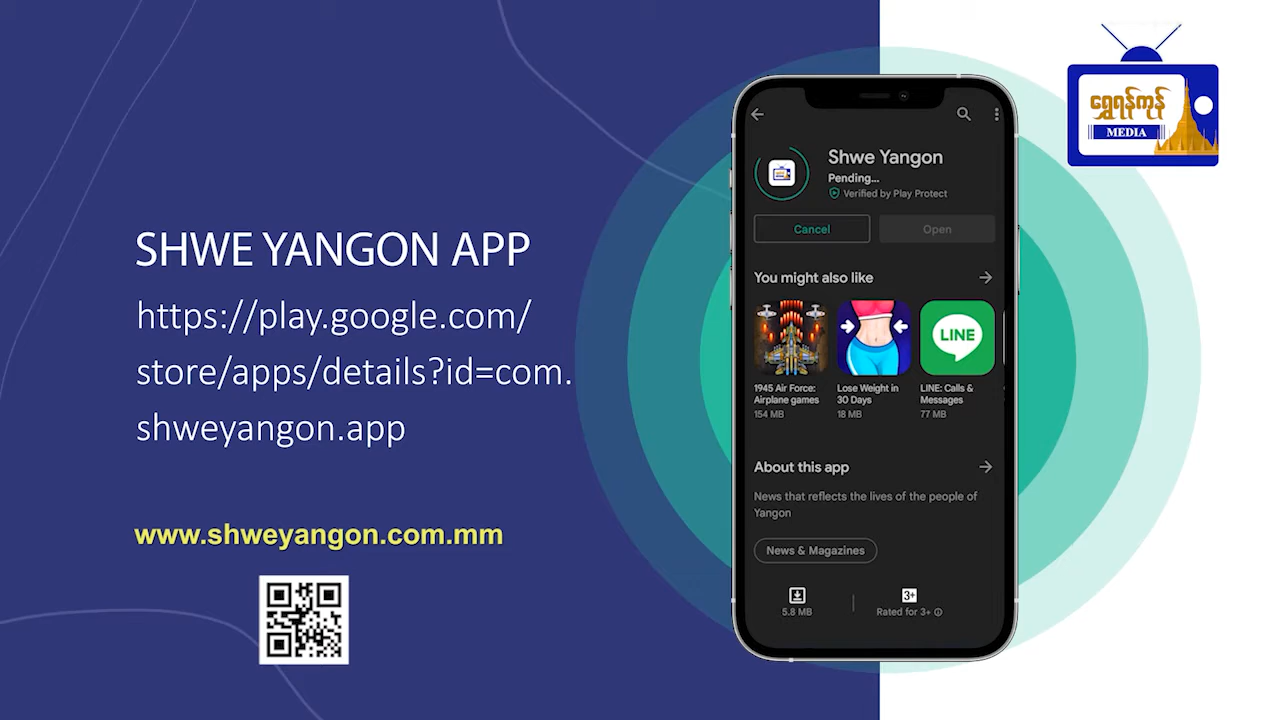 SHWE YANGON APP
https://play.google.com/
store/apps/details?id=com.
shweyangon.app
www.shweyangon.com.mm
ရွှေရန်ကုန်
MEDIA
Shwe Yangon
Pending...
Verified by Play Protect
Cancel
Open
You might also like
LINE
1945 Air Force:
Airplane games
154 MB
Lose Weight in
30 Days
18 MB
LINE: Calls &
Messages
77 MB
About this app
News that reflects the lives of the people of
Yangon
News & Magazines
3+
5.8 MB
Rated for 3+